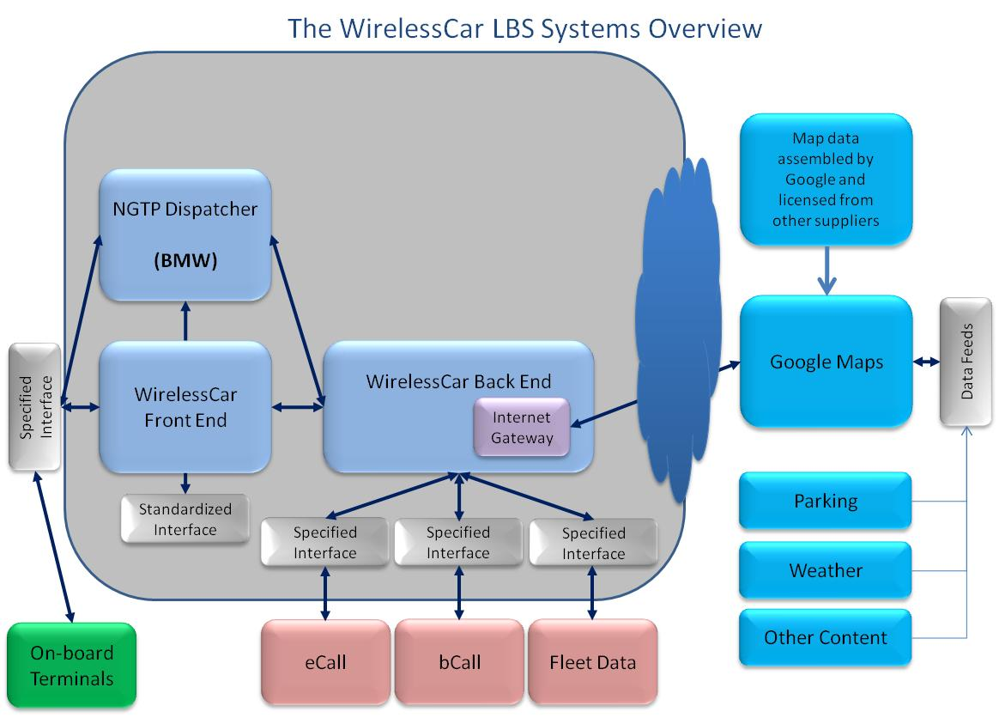 The WirelessCar LBS Systems Overview
Map data
assembled by
Google and
licensed from
other suppliers
NGTP Dispatcher
(BMW)
Specified
Interface
WirelessCar
Front End
WirelessCar Back End
Internet
Gateway
Google Maps
Data Feeds
Standardized
Interface
Specified
Interface
Specified
Interface
Specified
Interface
Parking
Weather
Other Content
On-board
Terminals
eCall
bCall
Fleet Data